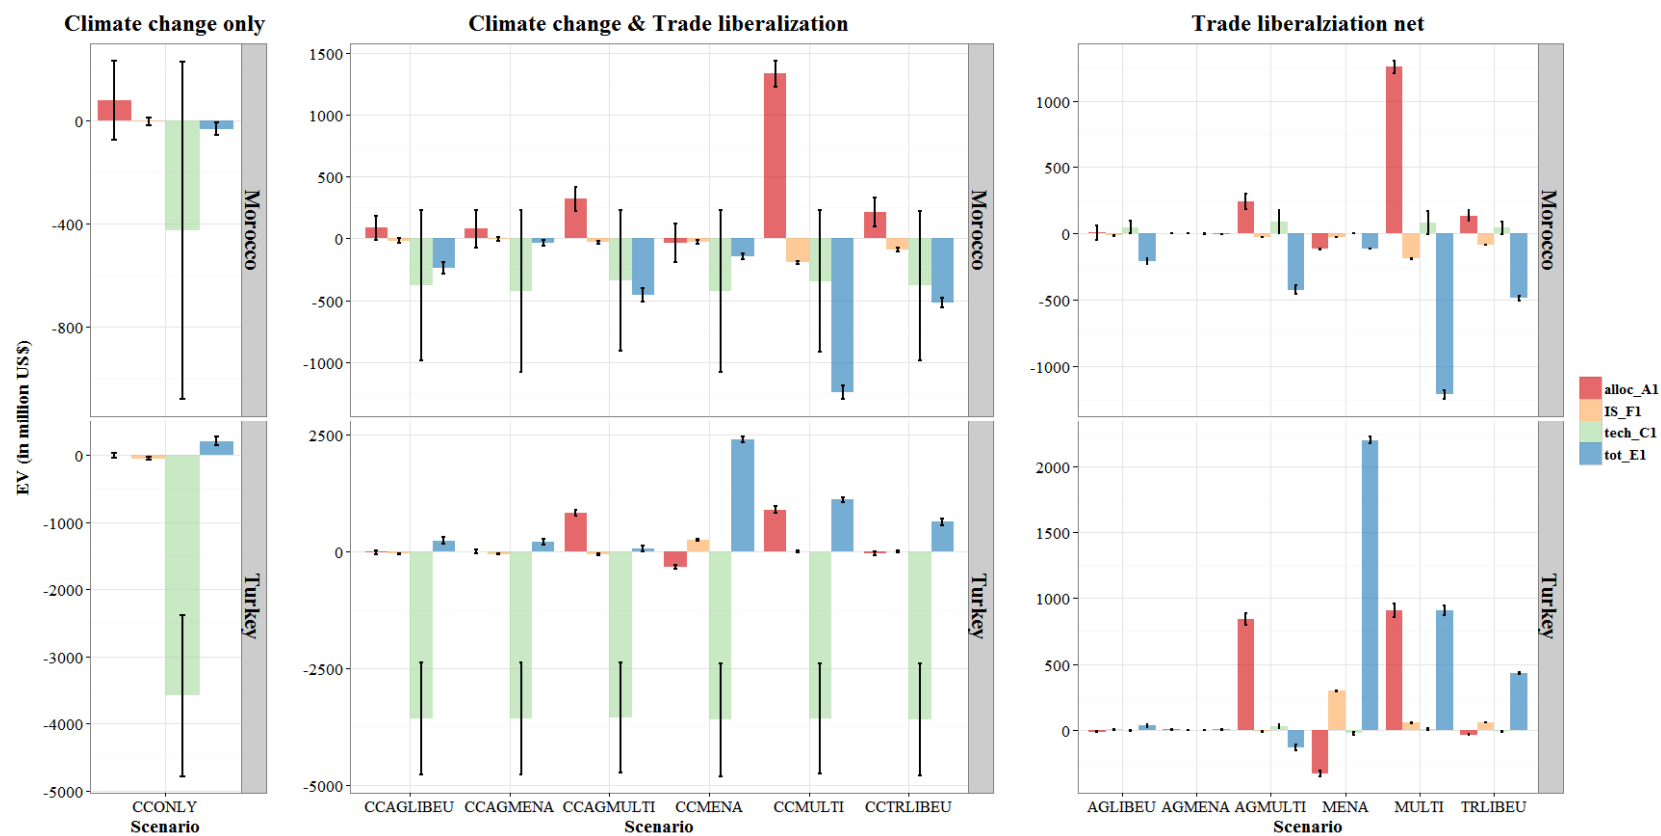 Climate change only
Climate change & Trade liberalization
Trade liberalziation net
EV (in million US$)
0
-400
-800
Morocco
0
-1000
-2000
-3000
-4000
-5000
Turkey
CCONLY
Scenario
1500
1000
500
0
-500
-1000
Morocco
2500
0
-2500
-5000
Turkey
CCAGLIBEU CCAGMENA CCAGMULTI CCMENA CCMULTI CCTRLIBEU
Scenario
1000
500
0
-500
-1000
Morocco
2000
1500
1000
500
0
Turkey
AGLIBEU AGMENA AGMULTI MENA MULTI TRLIBEU
Scenario
alloc_A1
IS_F1
tech_C1
tot_E1